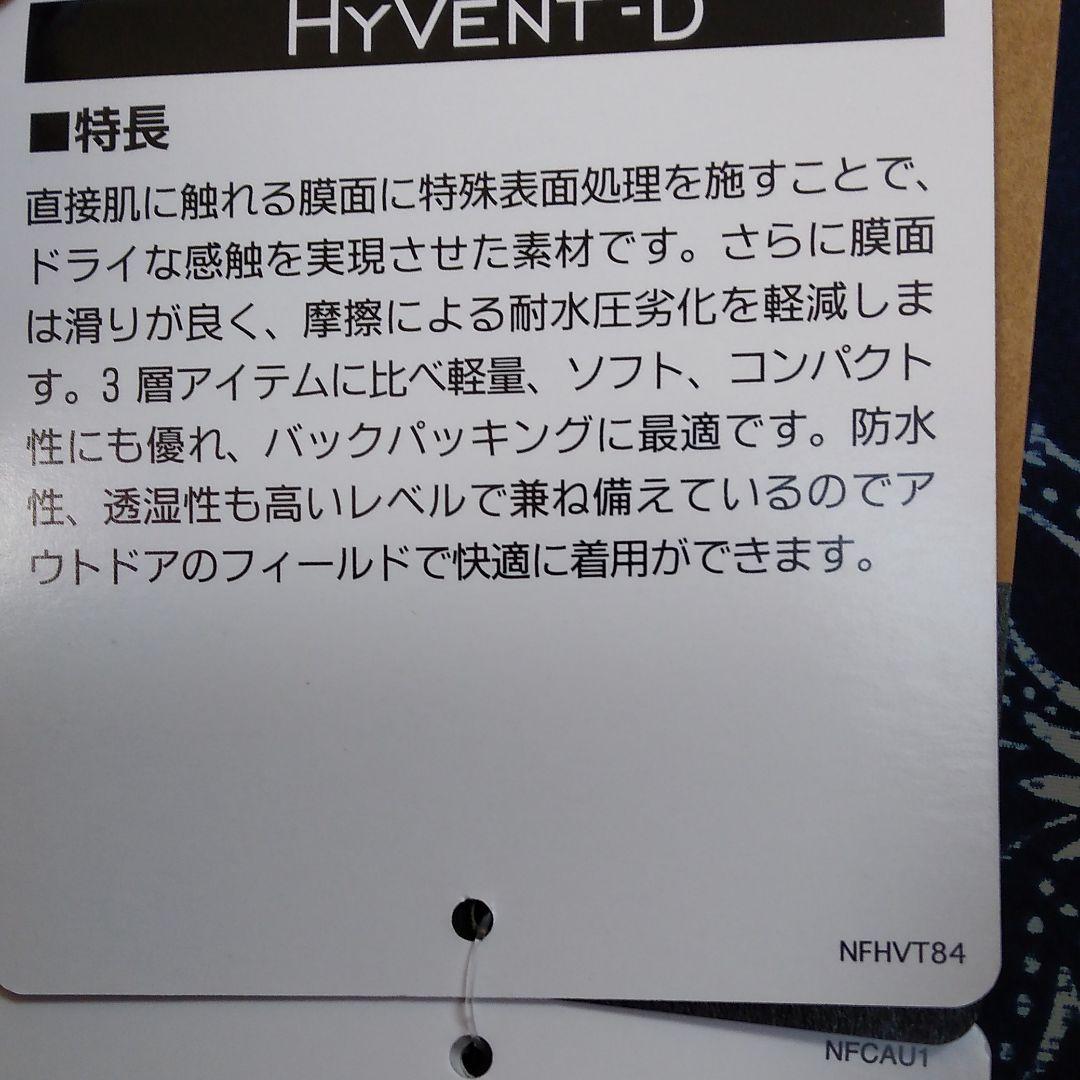 HYVENT-D
■特長
直接肌に触れる膜面に特殊表面処理を施すことで、
ドライな感触を実現させた素材です。さらに膜面
は滑りが良く、摩擦による耐水圧劣化を軽減しま
す。3層アイテムに比べ軽量、ソフト、コンパクト
性にも優れ、バックパッキングに最適です。防水
性、透湿性も高いレベルで兼ね備えているのでア
ウトドアのフィールドで快適に着用ができます。
NFHVT84
NFCAU1